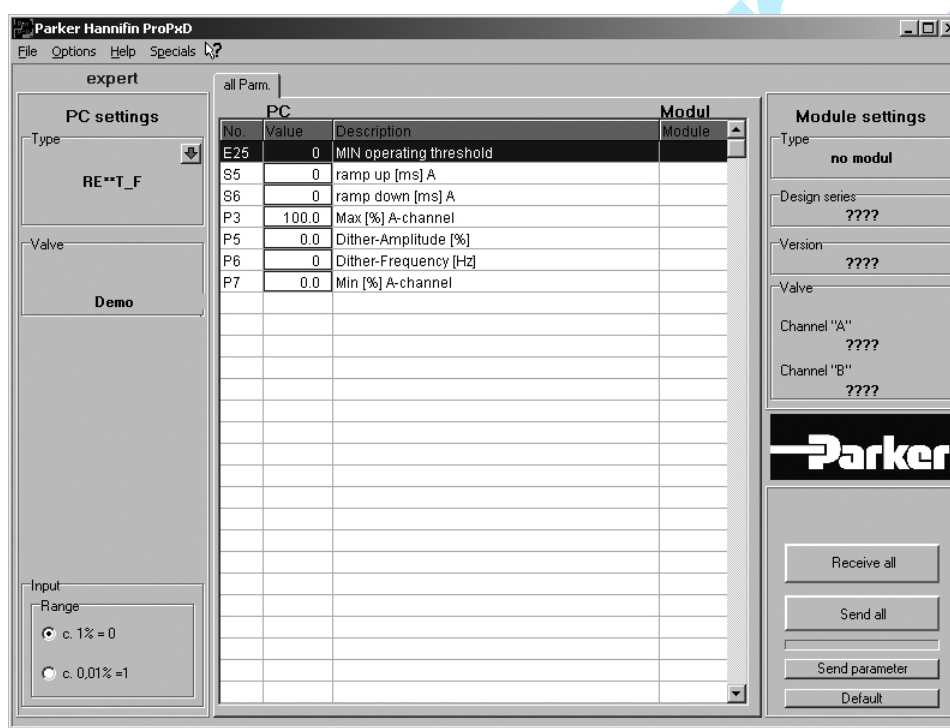 Parker Hannifin ProPxD
File Options Help Specials
expert
PC settings
Type
RE**T_F
Valve
Demo
Input
Range
c. 1% = 0
c. 0,01% =1
all Parm.
PC Modul
No. Value Description Module
E25 0 MIN operating threshold
S5 0 ramp up [ms] A
S6 0 ramp down [ms] A
P3 100.0 Max [%] A-channel
P5 0.0 Dither-Amplitude [%]
P6 0 Dither-Frequency [Hz]
P7 0.0 Min [%] A-channel
Module settings
Type
no modul
Design series
????
Version
????
Valve
Channel "A"
????
Channel "B"
????
Parker
Receive all
Send all
Send parameter
Default